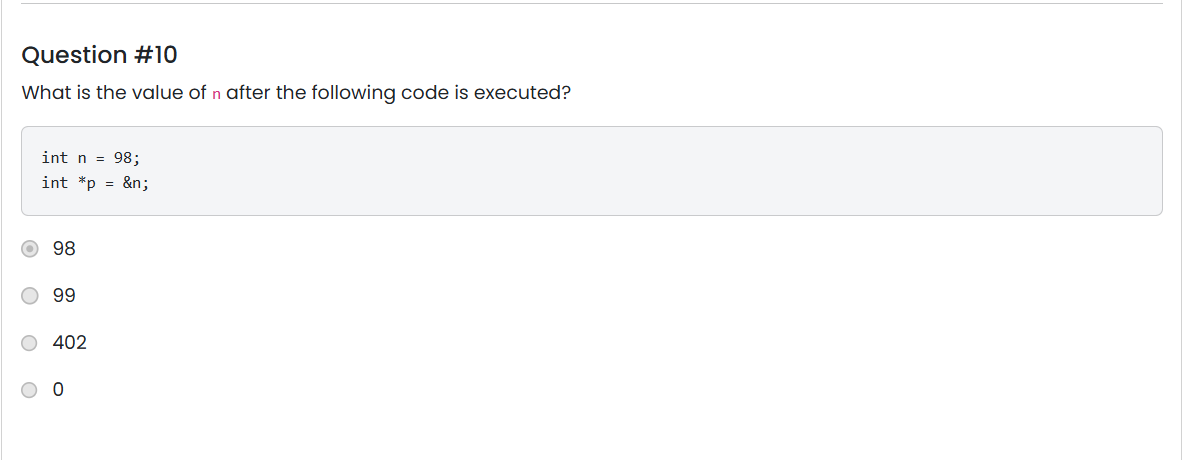 Question #10
What is the value of n after the following code is executed?
int n = 98;
int *p = &n;
98
99
402
0